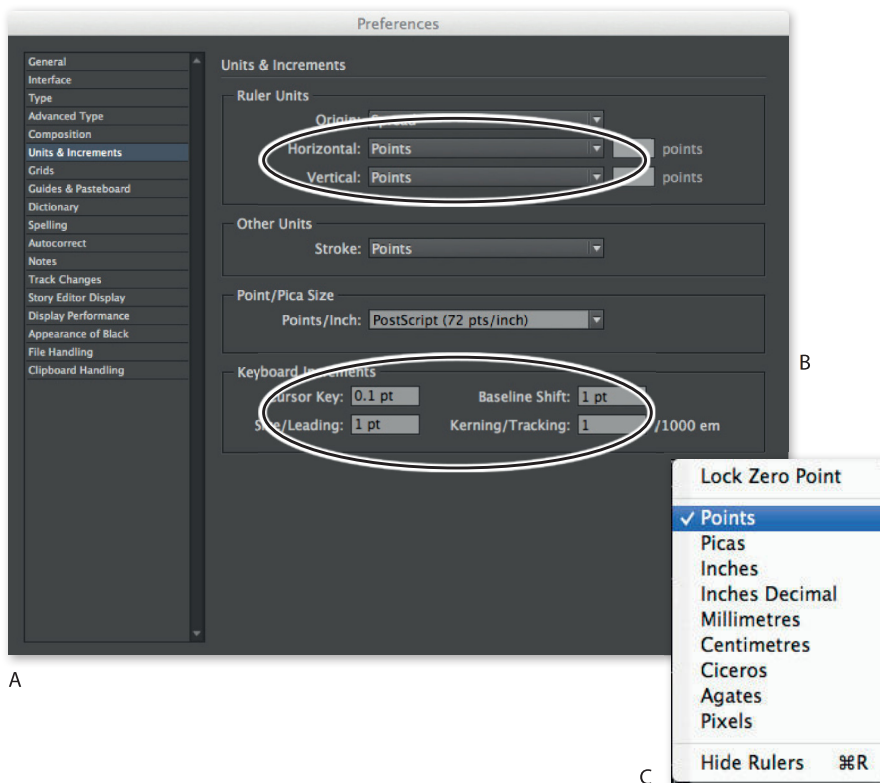 Preferences
General
Interface
Type
Advanced Type
Composition
Units & Increments
Grids
Guides & Pasteboard
Dictionary
Spelling
Autocorrect
Notes
Track Changes
Story Editor Display
Display Performance
Appearance of Black
File Handling
Clipboard Handling
Units & Increments
Ruler Units
Origin: Spread
Horizontal: Points points
Vertical: Points points
Other Units
Stroke: Points
Point/Pica Size
Points/Inch: PostScript (72 pts/inch)
Keyboard Increments
Cursor Key: 0.1 pt Baseline Shift: 1 pt
Size/Leading: 1 pt Kerning/Tracking: 1 /1000 em
B
Lock Zero Point
✓ Points
Picas
Inches
Inches Decimal
Millimetres
Centimetres
Ciceros
Agates
Pixels
Hide Rulers ⌘R
A
C